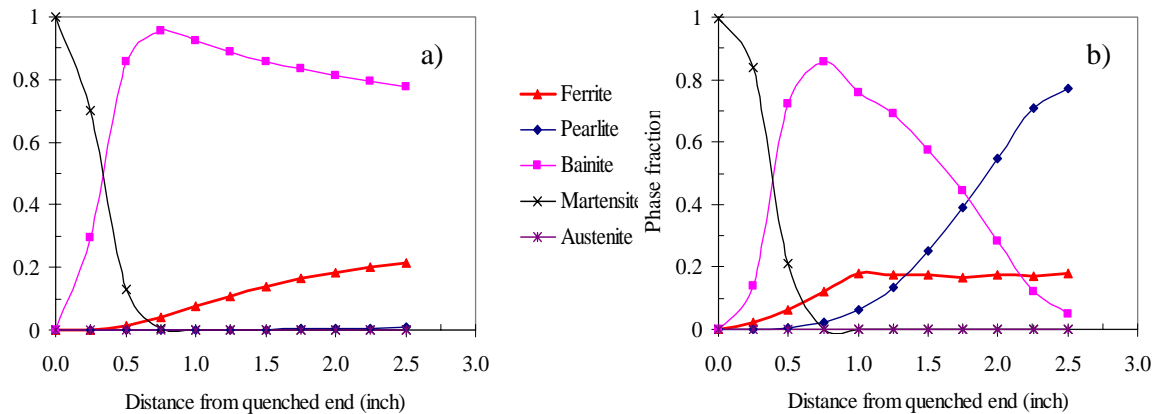 1
0.8
0.6
0.4
0.2
0
0.0 0.5 1.0 1.5 2.0 2.5 3.0
Distance from quenched end (inch)
a)
Ferrite
Pearlite
Bainite
Martensite
Austenite
Phase fraction
1
0.8
0.6
0.4
0.2
0
0.0 0.5 1.0 1.5 2.0 2.5 3.0
Distance from quenched end (inch)
b)